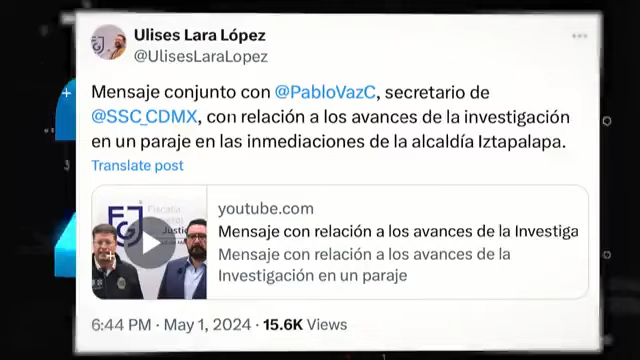 Ulises Lara López
@UlisesLaraLopez
Mensaje conjunto con @PabloVazC, secretario de
@SSC_CDMX, con relación a los avances de la investigación
en un paraje en las inmediaciones de la alcaldía Iztapalapa.
Translate post
youtube.com
Mensaje con relación a los avances de la Investiga
Mensaje con relación a los avances de la
Investigación en un paraje
Fiscalía
General
Justicia
6:44 PM · May 1, 2024 · 15.6K Views